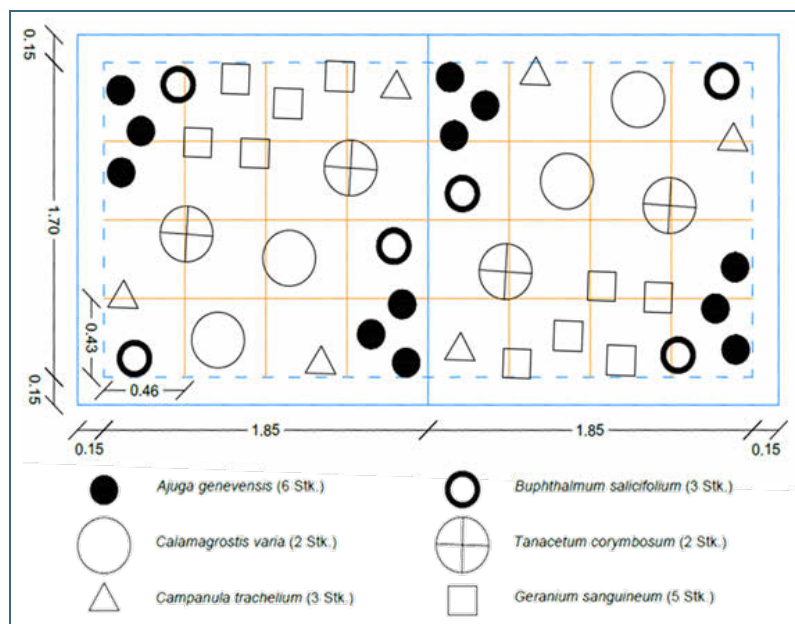 0.15
1.70
0.43
0.15
0.46
0.15
1.85
1.85
0.15
Ajuga genevensis (6 Stk.)
Buphthalmum salicifolium (3 Stk.)
Calamagrostis varia (2 Stk.)
Tanacetum corymbosum (2 Stk.)
Campanula trachelium (3 Stk.)
Geranium sanguineum (5 Stk.)